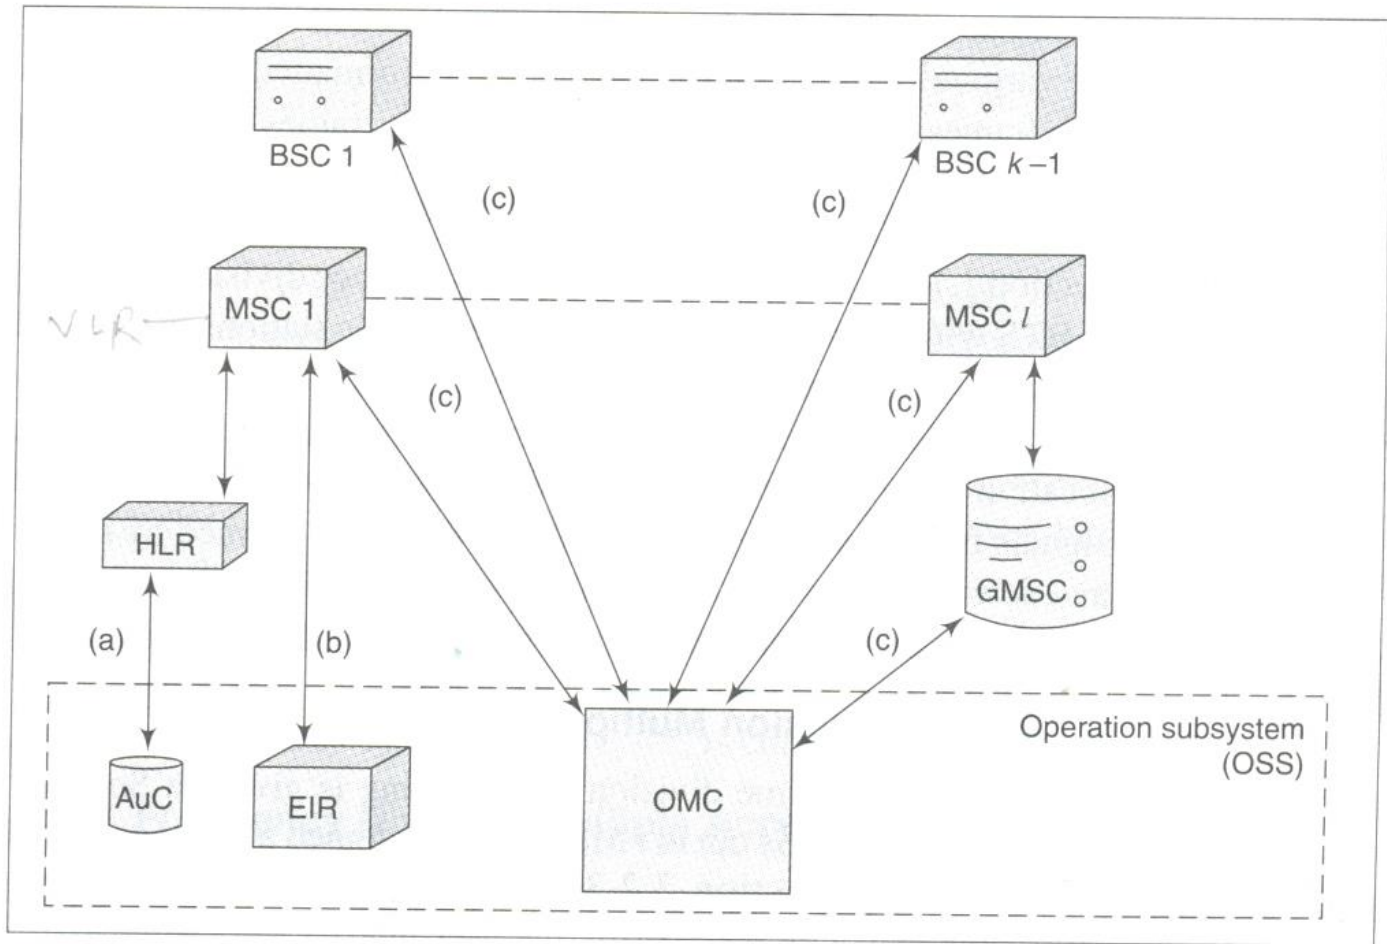 BSC 1
BSC k–1
(c)
(c)
MSC 1
MSC l
VLR
(c)
(c)
HLR
GMSC
(a)
(b)
(c)
Operation subsystem
(OSS)
AuC
EIR
OMC